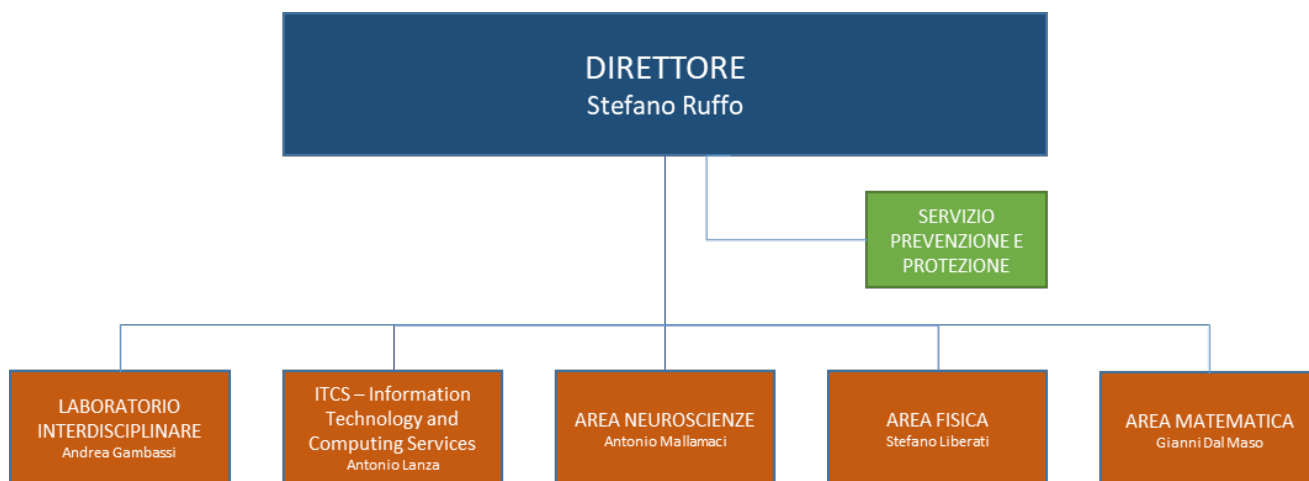 DIRETTORE
Stefano Ruffo
SERVIZIO
PREVENZIONE E
PROTEZIONE
LABORATORIO
INTERDISCIPLINARE
Andrea Gambassi
ITCS – Information
Technology and
Computing Services
Antonio Lanza
AREA NEUROSCIENZE
Antonio Mallamaci
AREA FISICA
Stefano Liberati
AREA MATEMATICA
Gianni Dal Maso